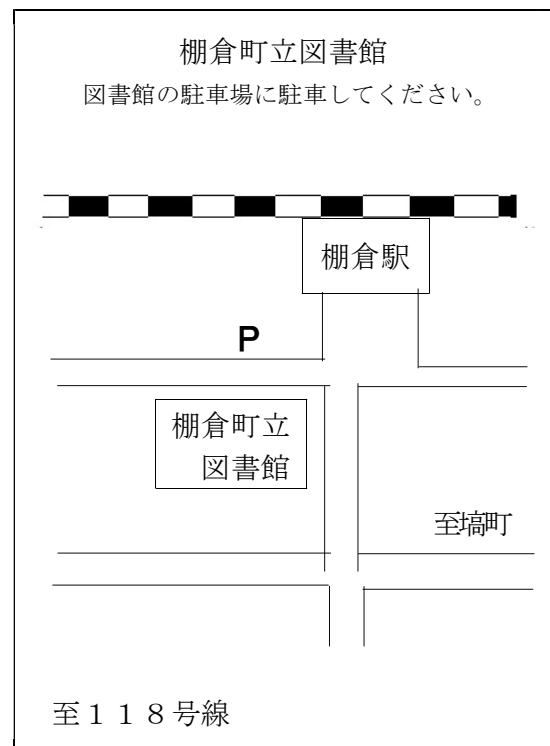 棚倉町立図書館
図書館の駐車場に駐車してください。
棚倉駅
P
棚倉町立
図書館
至塙町
至１１８号線